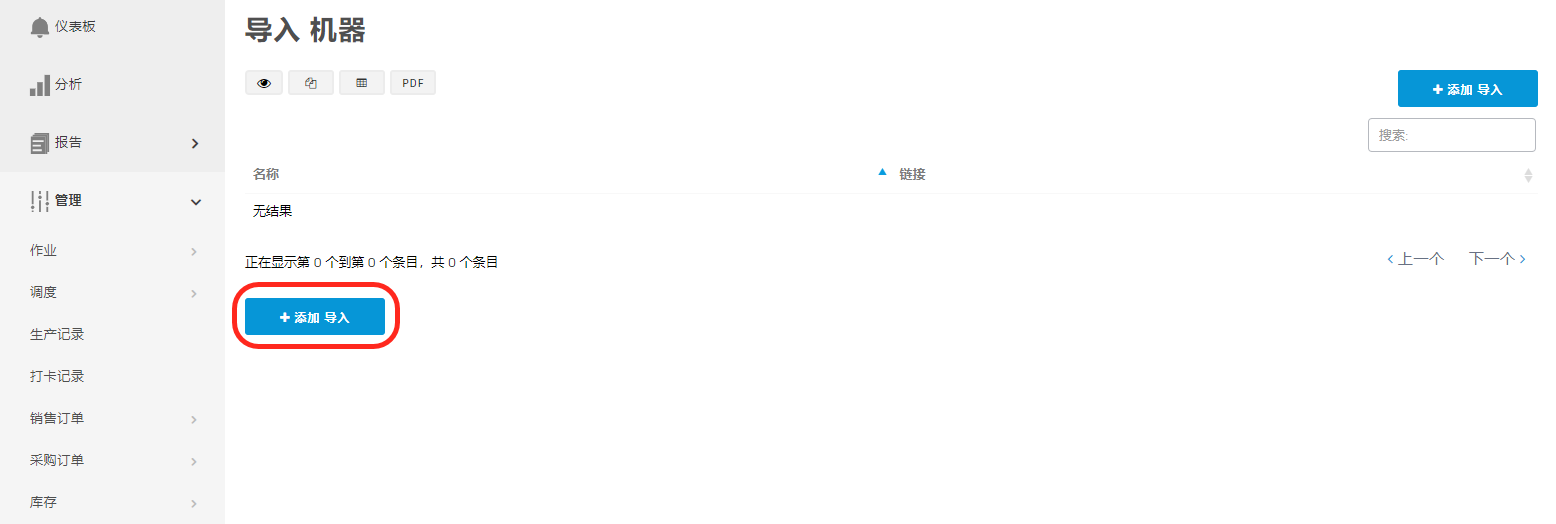 仪表板
分析
报告
管理
作业
调度
生产记录
打卡记录
销售订单
采购订单
库存
导入 机器
PDF
添加 导入
搜索:
名称 链接
无结果
正在显示第 0 个到第 0 个条目，共 0 个条目
上一个 下一个
添加 导入